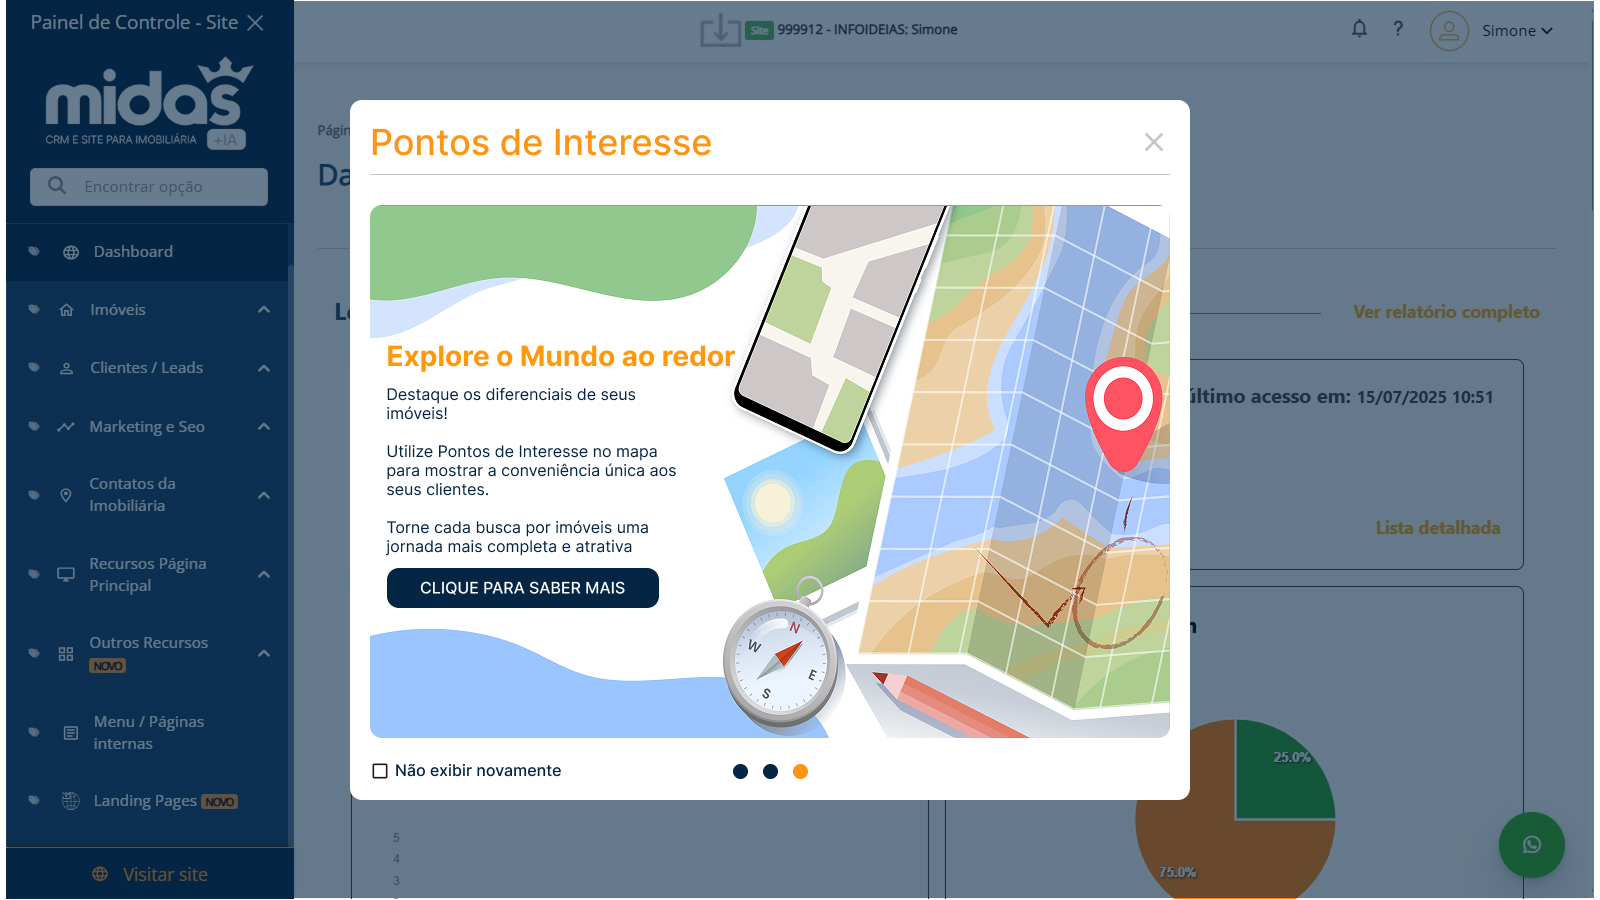 Painel de Controle - Site
midas
CRM E SITE PARA IMOBILIÁRIA +IA
Encontrar opção
Dashboard
Imóveis
Clientes / Leads
Marketing e Seo
Contatos da
Imobiliária
Recursos Página
Principal
Outros Recursos
NOVO
Menu / Páginas
internas
Landing Pages NOVO
Visitar site
Site 999912 - INFOIDEIAS: Simone
? Simone
Pontos de Interesse
Explore o Mundo ao redor
Destaque os diferenciais de seus
imóveis!
Utilize Pontos de Interesse no mapa
para mostrar a conveniência única aos
seus clientes.
Torne cada busca por imóveis uma
jornada mais completa e atrativa
CLIQUE PARA SABER MAIS
N
W
E
S
Não exibir novamente
Ver relatório completo
último acesso em: 15/07/2025 10:51
Lista detalhada
25.0%
75.0%
5
4
3